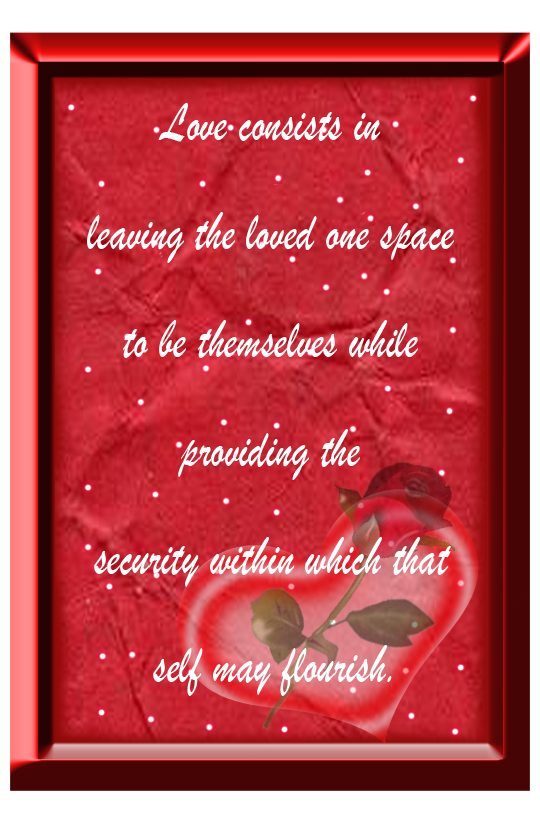 Love consists in
leaving the loved one space
to be themselves while
providing the
security within which that
self may flourish.